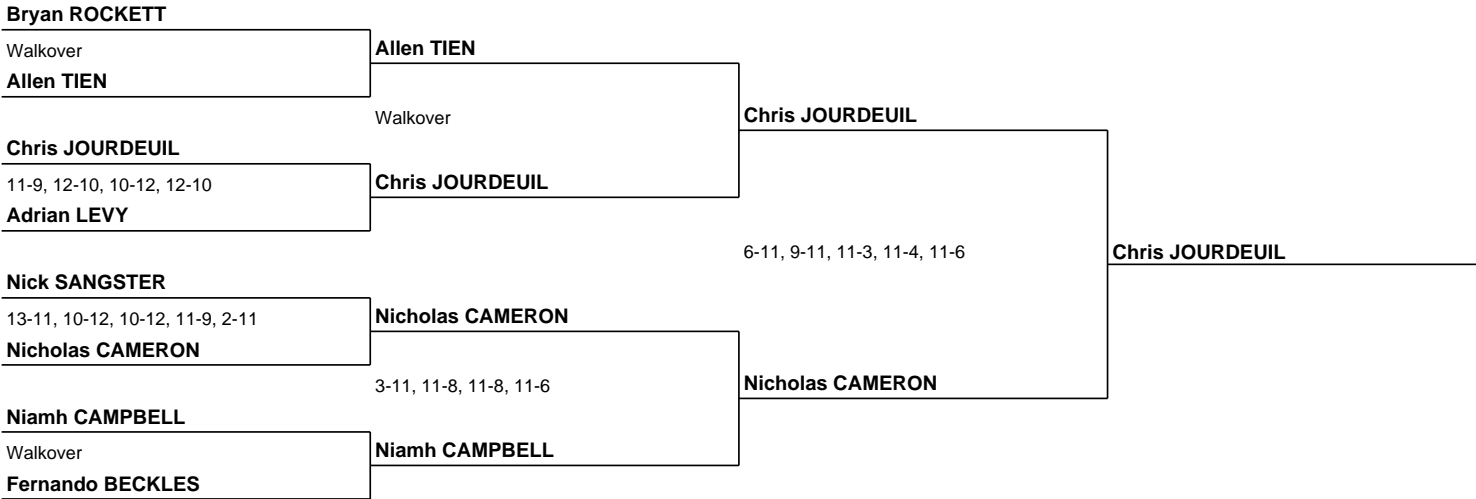 Bryan ROCKETT
Walkover
Allen TIEN
Allen TIEN
Walkover
Chris JOURDEUIL
Chris JOURDEUIL
11-9, 12-10, 10-12, 12-10
Chris JOURDEUIL
Adrian LEVY
6-11, 9-11, 11-3, 11-4, 11-6
Chris JOURDEUIL
Nick SANGSTER
13-11, 10-12, 10-12, 11-9, 2-11
Nicholas CAMERON
Nicholas CAMERON
3-11, 11-8, 11-8, 11-6
Nicholas CAMERON
Niamh CAMPBELL
Walkover
Niamh CAMPBELL
Fernando BECKLES